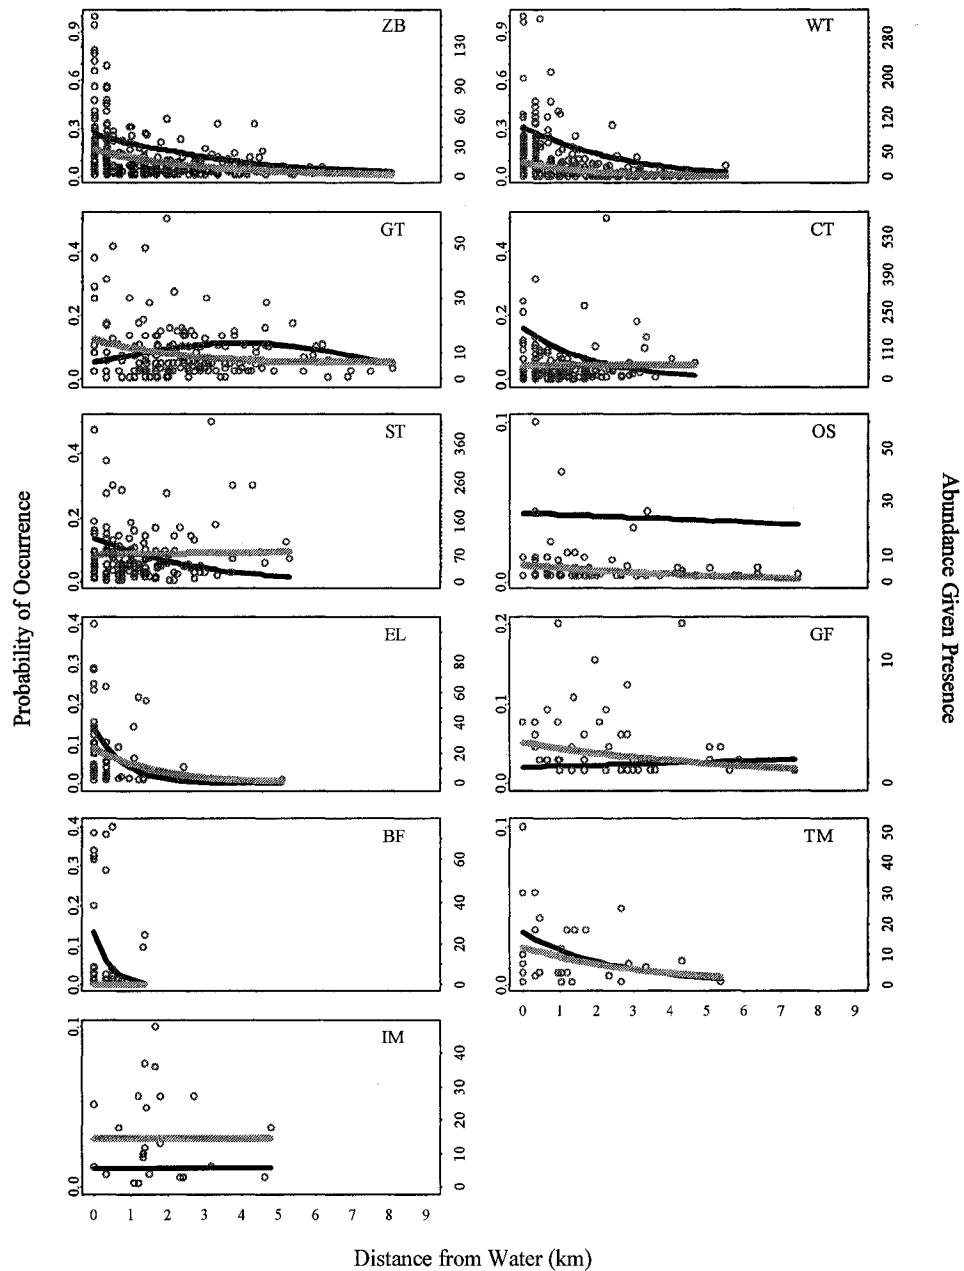 ZB
0.0 0.3 0.6 0.9
0 30 60 90 130
WT
0.0 0.3 0.6 0.9
0 50 120 200 280
GT
0.0 0.2 0.4
0 10 30 50
CT
0.0 0.2 0.4
0 110 250 390 530
ST
0.0 0.2 0.4
0 70 160 260 360
OS
0.0 0.1
0 10 30 50
EL
0.0 0.1 0.2 0.3 0.4
0 20 40 60 80
GF
0.0 0.1 0.2
0 10
BF
0.0 0.1 0.2 0.3 0.4
0 20 40 60
TM
0.0 0.1
0 10 20 30 40 50
0 1 2 3 4 5 6 7 8 9
IM
0.0 0.1
0 10 20 30 40
0 1 2 3 4 5 6 7 8 9
Probability of Occurrence
Abundance Given Presence
Distance from Water (km)